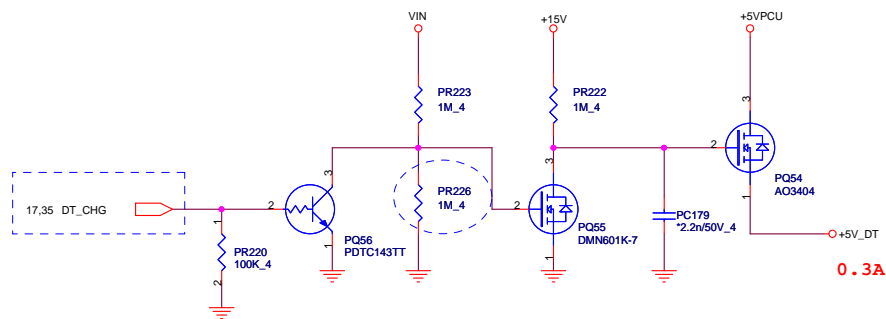 VIN
+15V
+5VPCU
PR223
1M_4
PR222
1M_4
3
3
3
2
PR226
1M_4
PQ54
AO3404
17,35 DT_CHG
2
2
1
PC179
*2.2n/50V_4
PQ55
DMN601K-7
+5V_DT
1
PR220
100K_4
PQ56
PDTC143TT
1
1
2
0.3A